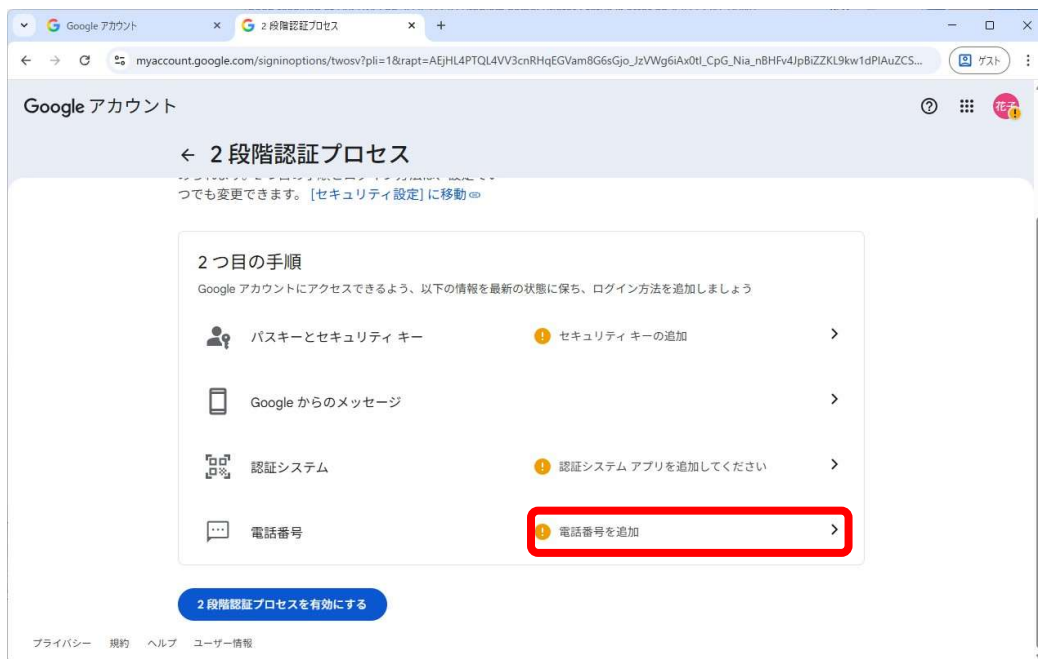 Google アカウント
2 段階認証プロセス
myaccount.google.com/signinoptions/twosv?pli=1&rapt=AEjHL4PTQL4VV3cnRHqEGVam8G6sGjo_JzVWg6iAx0tI_CpG_Nia_nBHFv4JpBiZZKL9kw1dPIAuZCS...
ゲスト
Google アカウント
花子
2 段階認証プロセス
つでも変更できます。 [セキュリティ設定] に移動
2 つ目の手順
Google アカウントにアクセスできるよう、以下の情報を最新の状態に保ち、ログイン方法を追加しましょう
パスキーとセキュリティ キー
セキュリティ キーの追加
Google からのメッセージ
認証システム
認証システム アプリを追加してください
電話番号
電話番号を追加
2 段階認証プロセスを有効にする
プライバシー 規約 ヘルプ ユーザー情報